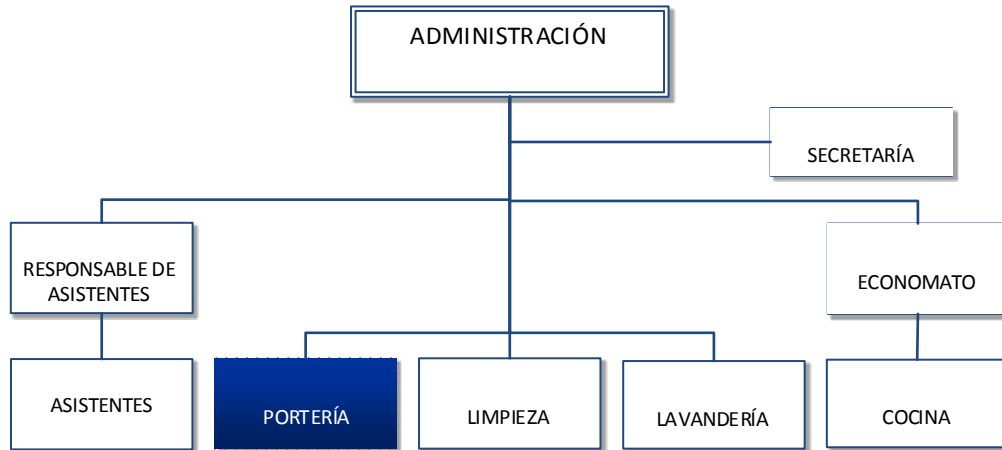 ADMINISTRACIÓN
SECRETARÍA
RESPONSABLE DE
ASISTENTES
ECONOMATO
ASISTENTES
PORTERÍA
LIMPIEZA
LAVANDERÍA
COCINA